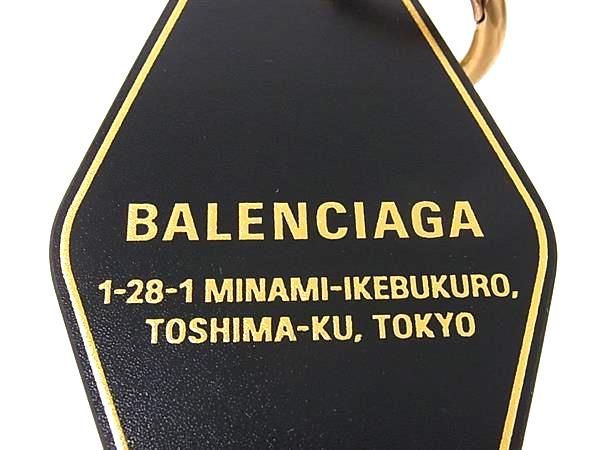 BALENCIAGA
1-28-1 MINAMI-IKEBUKURO,
TOSHIMA-KU, TOKYO